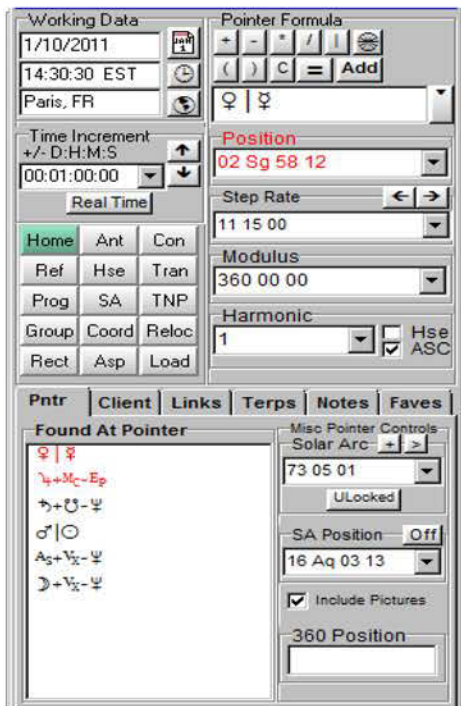 Working Data
1/10/2011
JAN 1
14:30:30 EST
Paris, FR
Time Increment
+/- D:H:M:S
00:01:00:00
Real Time
Home Ant Con
Ref Hse Tran
Prog SA TNP
Group Coord Reloc
Rect Asp Load
Pointer Formula
+ - * / |
( ) C = Add
♀ | ☿
Position
02 Sg 58 12
Step Rate
← →
11 15 00
Modulus
360 00 00
Harmonic
1
Hse
ASC
Pntr Client Links Terps Notes Faves
Found At Pointer
♀ | ☿
♃+Mc-Ep
♄+☋-♆
♂|☉
As+Vx-♆
☽+Vx-♆
Misc Pointer Controls
Solar Arc + >
73 05 01
ULocked
SA Position Off
16 Aq 03 13
Include Pictures
360 Position